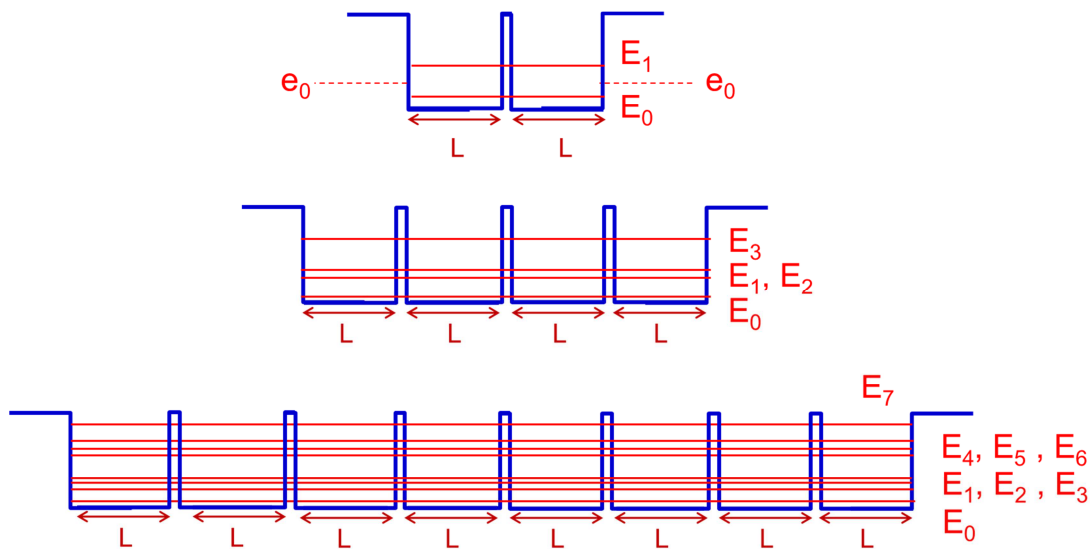 E₁
e₀ e₀
E₀
L L
E₃
E₁, E₂
E₀
L L L L
E₇
E₄, E₅ , E₆
E₁, E₂ , E₃
E₀
L L L L L L L L